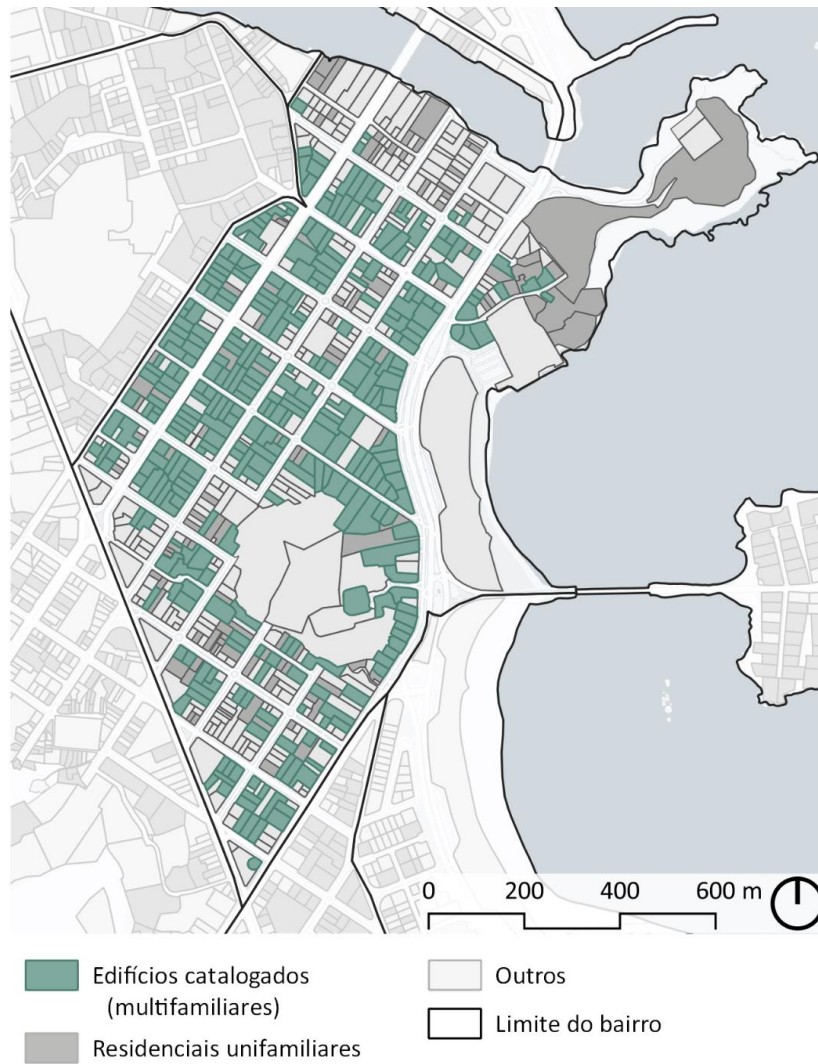 0 200 400 600 m
Edifícios catalogados
(multifamiliares)
Residenciais unifamiliares
Outros
Limite do bairro